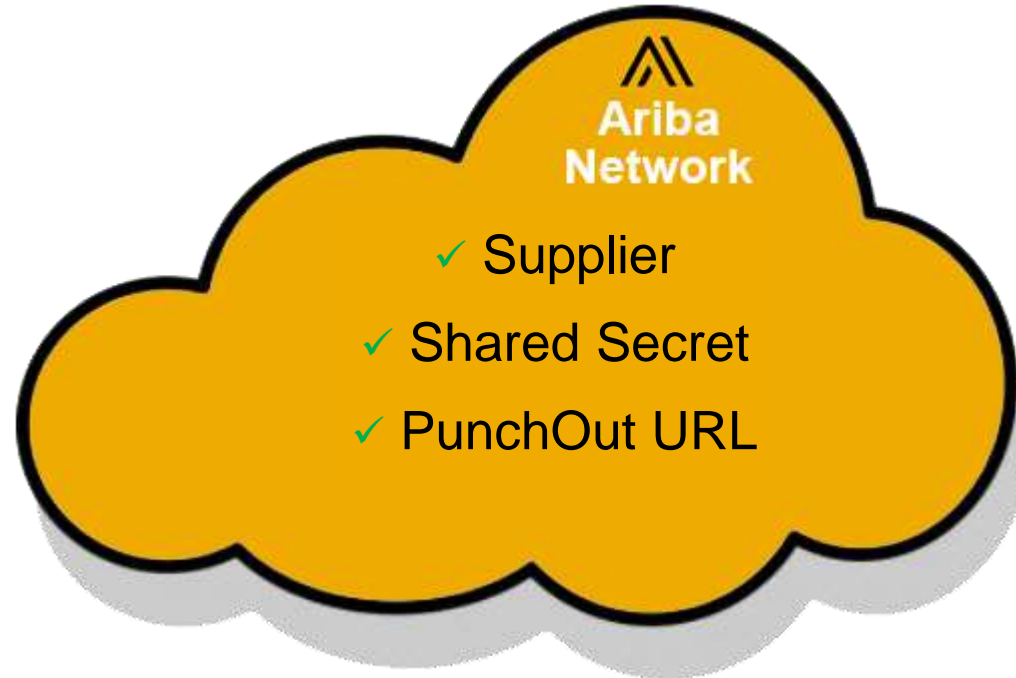 Ariba
Network
✓ Supplier
✓ Shared Secret
✓ PunchOut URL